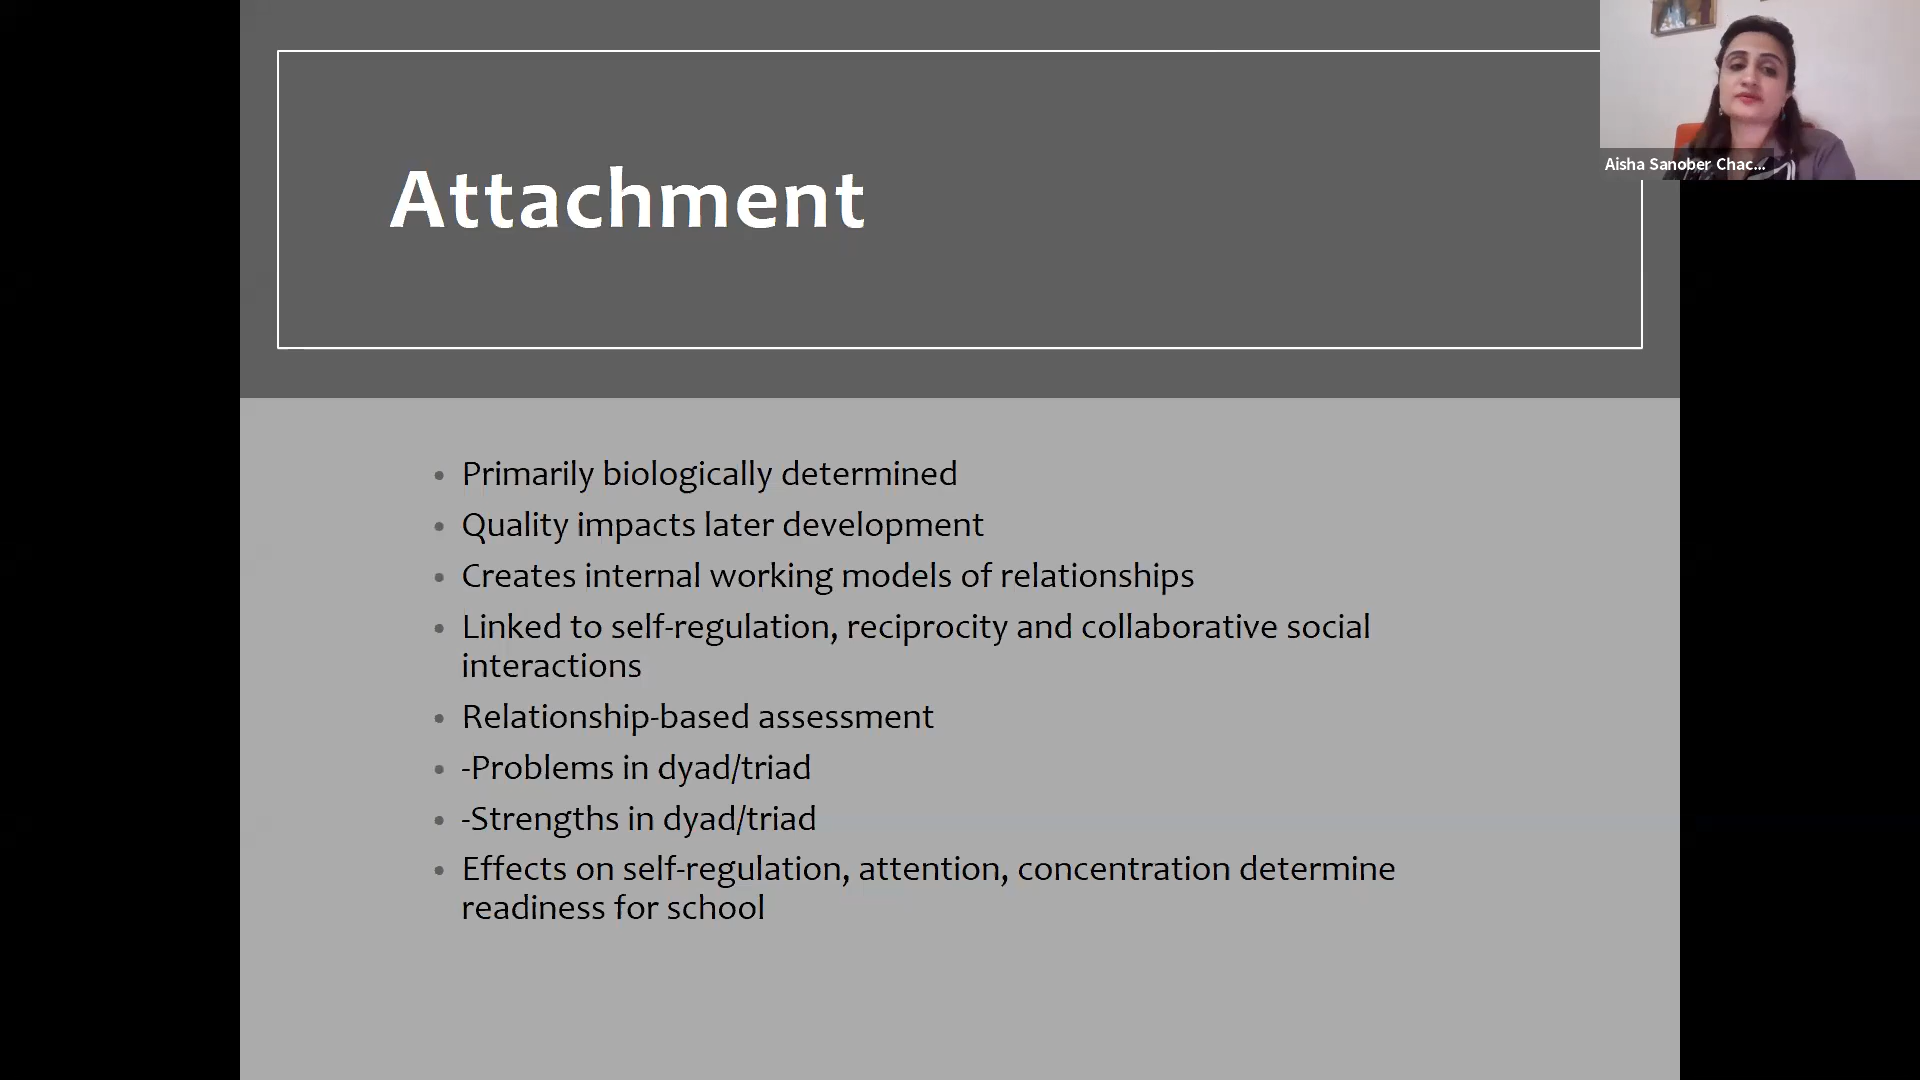 Attachment
Aisha Sanober Chac...
• Primarily biologically determined
• Quality impacts later development
• Creates internal working models of relationships
• Linked to self-regulation, reciprocity and collaborative social
interactions
• Relationship-based assessment
• -Problems in dyad/triad
• -Strengths in dyad/triad
• Effects on self-regulation, attention, concentration determine
readiness for school